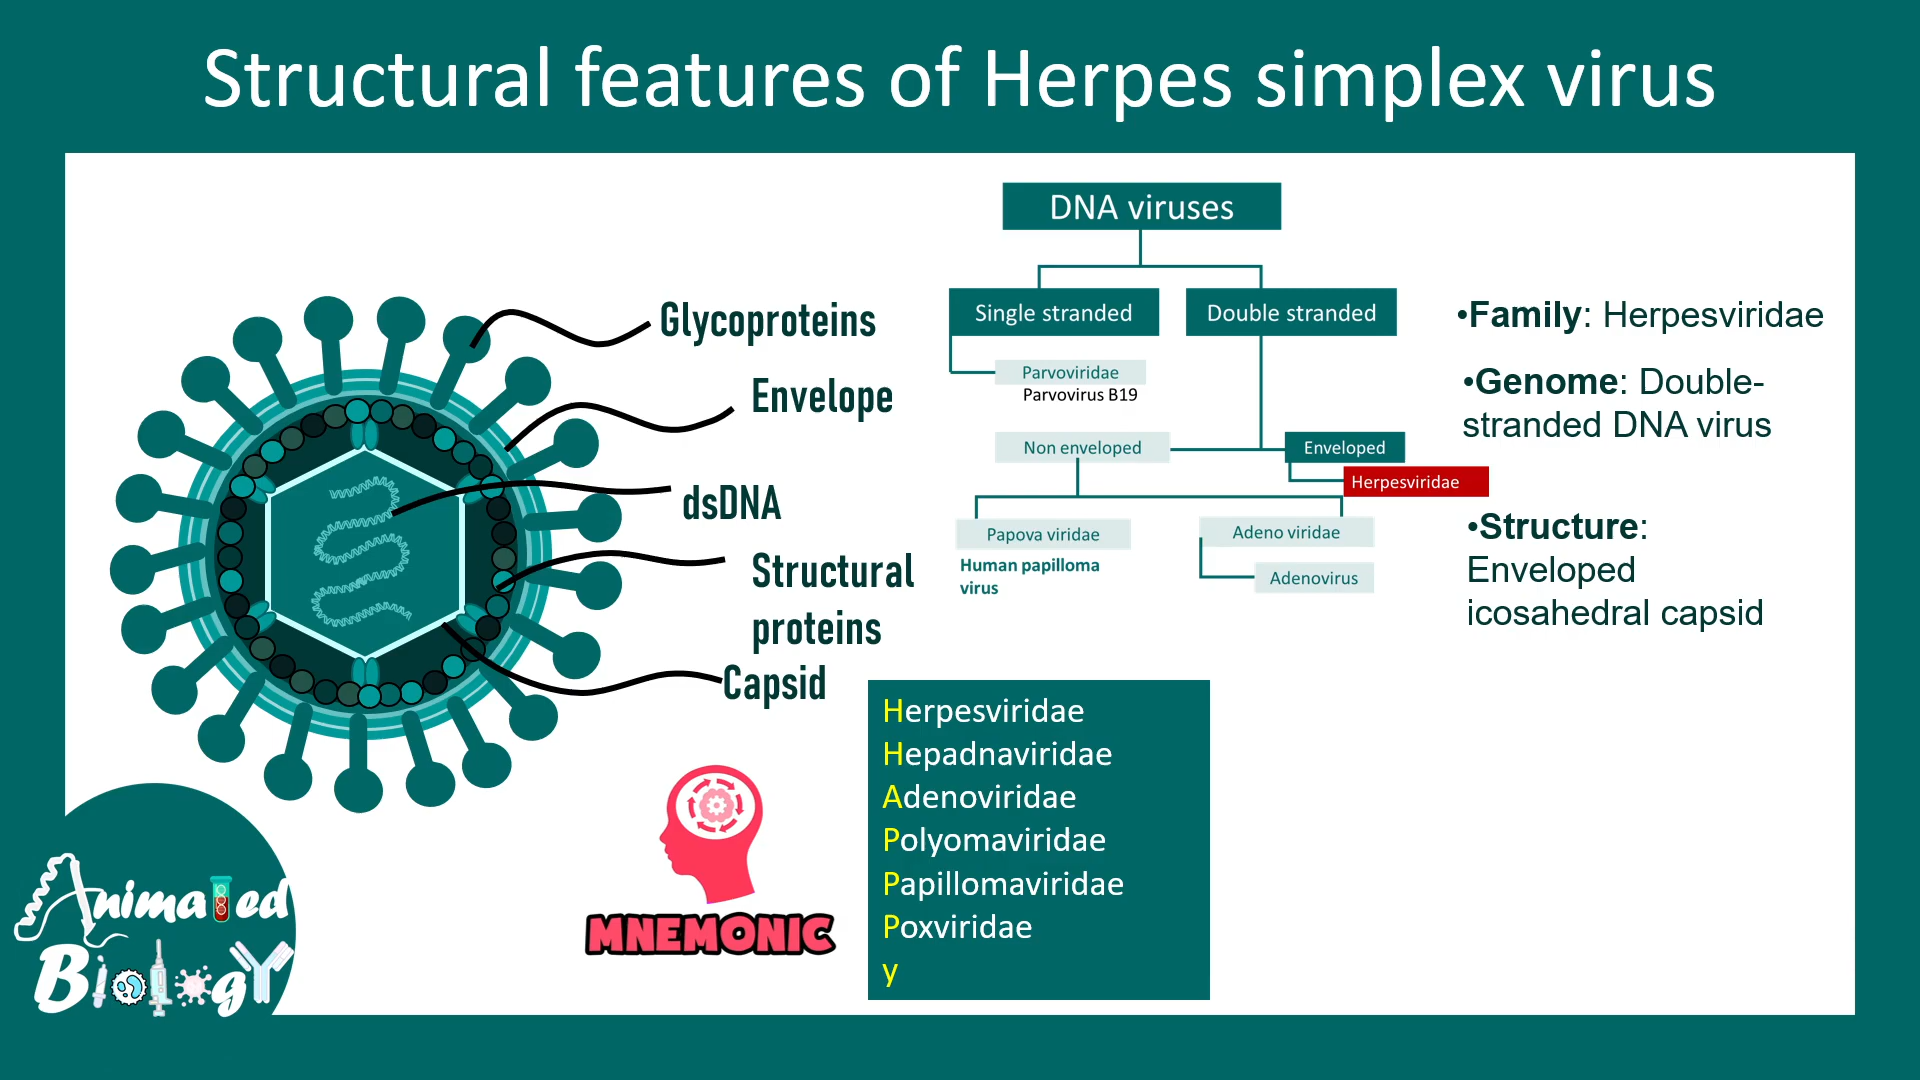 Structural features of Herpes simplex virus
Glycoproteins
Envelope
dsDNA
Structural
proteins
Capsid
DNA viruses
Single stranded
Double stranded
Parvoviridae
Parvovirus B19
Non enveloped
Enveloped
Herpesviridae
Papova viridae
Human papilloma
virus
Adeno viridae
Adenovirus
•Family: Herpesviridae
•Genome: Double-
stranded DNA virus
•Structure:
Enveloped
icosahedral capsid
MNEMONIC
Herpesviridae
Hepadnaviridae
Adenoviridae
Polyomaviridae
Papillomaviridae
Poxviridae
y
Animated
Biology